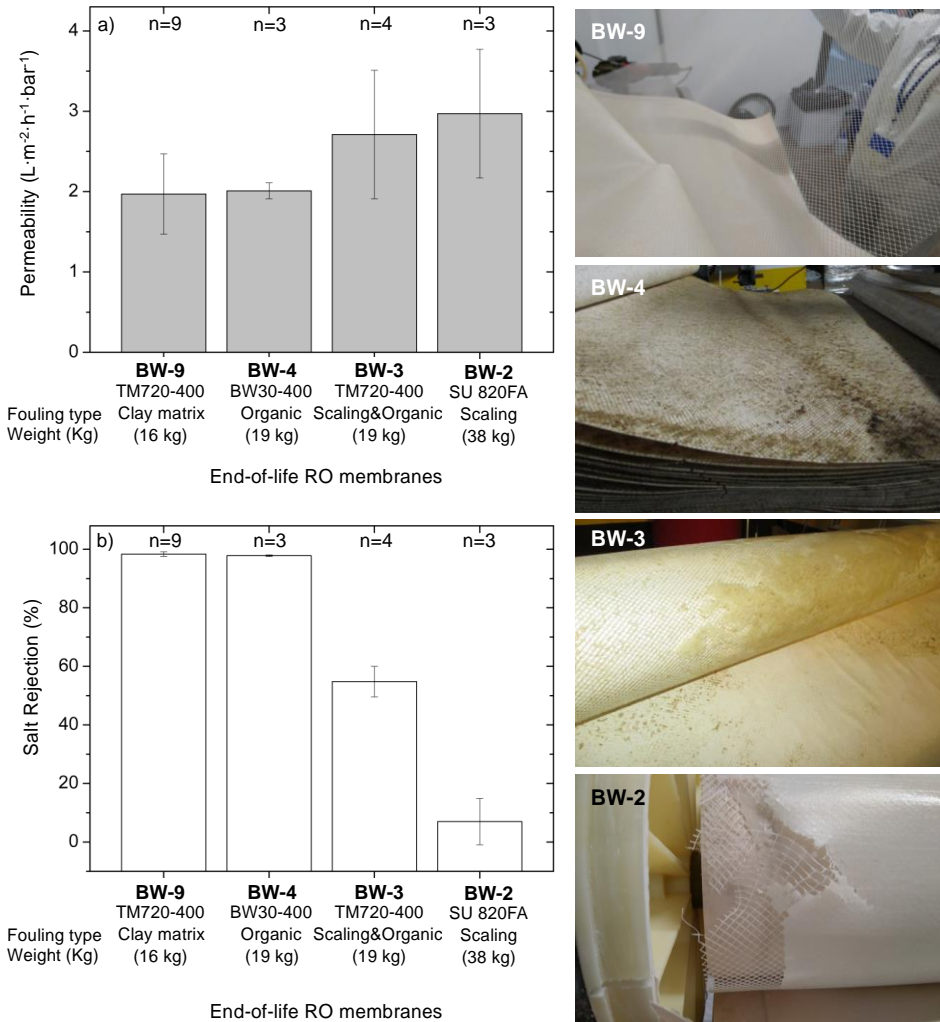 a)
n=9 n=3 n=4 n=3
Permeability (L·m⁻²·h⁻¹·bar⁻¹)
4
3
2
1
0
BW-9 BW-4 BW-3 BW-2
TM720-400 BW30-400 TM720-400 SU 820FA
Fouling type Clay matrix Organic Scaling&Organic Scaling
Weight (Kg) (16 kg) (19 kg) (19 kg) (38 kg)
End-of-life RO membranes
b)
n=9 n=3 n=4 n=3
Salt Rejection (%)
100
80
60
40
20
0
BW-9 BW-4 BW-3 BW-2
TM720-400 BW30-400 TM720-400 SU 820FA
Fouling type Clay matrix Organic Scaling&Organic Scaling
Weight (Kg) (16 kg) (19 kg) (19 kg) (38 kg)
End-of-life RO membranes
BW-9
BW-4
BW-3
BW-2